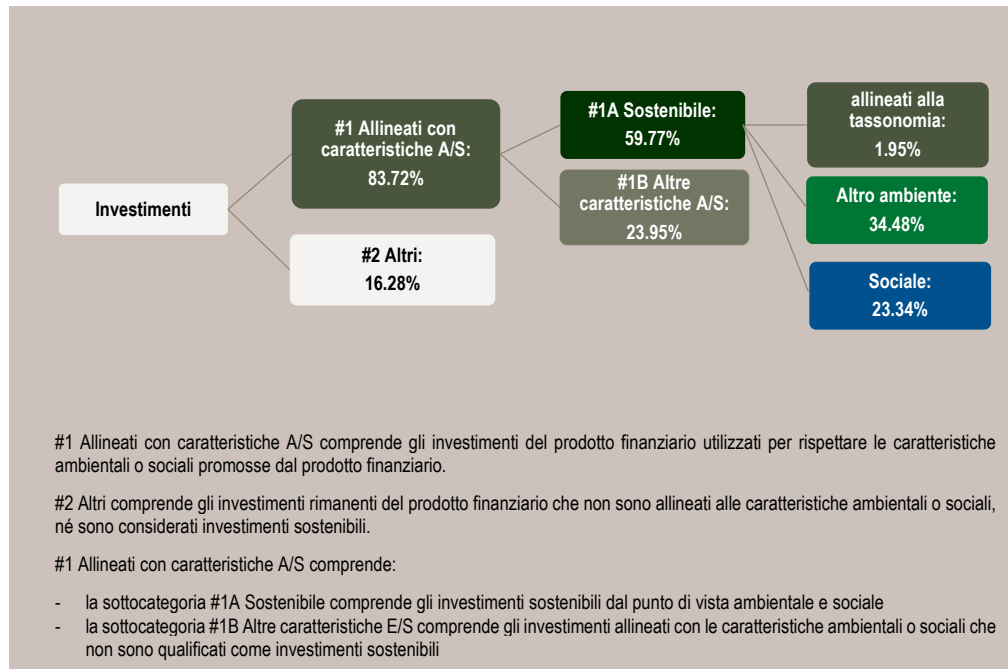 Investimenti
#1 Allineati con
caratteristiche A/S:
83.72%
#2 Altri:
16.28%
#1A Sostenibile:
59.77%
#1B Altre
caratteristiche A/S:
23.95%
allineati alla
tassonomia:
1.95%
Altro ambiente:
34.48%
Sociale:
23.34%
#1 Allineati con caratteristiche A/S comprende gli investimenti del prodotto finanziario utilizzati per rispettare le caratteristiche
ambientali o sociali promosse dal prodotto finanziario.
#2 Altri comprende gli investimenti rimanenti del prodotto finanziario che non sono allineati alle caratteristiche ambientali o sociali,
né sono considerati investimenti sostenibili.
#1 Allineati con caratteristiche A/S comprende:
- la sottocategoria #1A Sostenibile comprende gli investimenti sostenibili dal punto di vista ambientale e sociale
- la sottocategoria #1B Altre caratteristiche E/S comprende gli investimenti allineati con le caratteristiche ambientali o sociali che
non sono qualificati come investimenti sostenibili